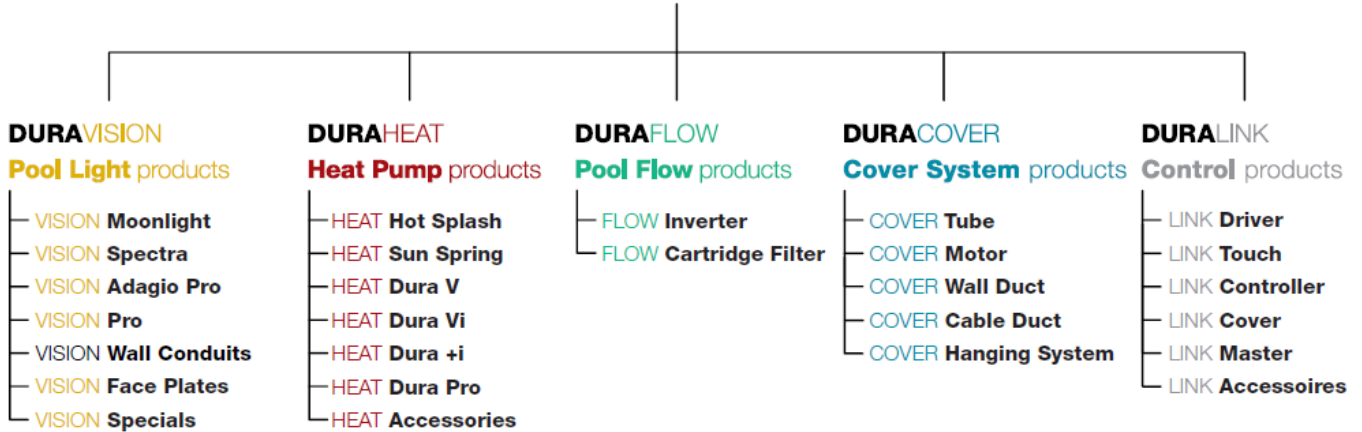 DURAVISION
Pool Light products
VISION Moonlight
VISION Spectra
VISION Adagio Pro
VISION Pro
VISION Wall Conduits
VISION Face Plates
VISION Specials
DURAHEAT
Heat Pump products
HEAT Hot Splash
HEAT Sun Spring
HEAT Dura V
HEAT Dura Vi
HEAT Dura +i
HEAT Dura Pro
HEAT Accessories
DURAFLOW
Pool Flow products
FLOW Inverter
FLOW Cartridge Filter
DURACOVER
Cover System products
COVER Tube
COVER Motor
COVER Wall Duct
COVER Cable Duct
COVER Hanging System
DURALINK
Control products
LINK Driver
LINK Touch
LINK Controller
LINK Cover
LINK Master
LINK Accessoires